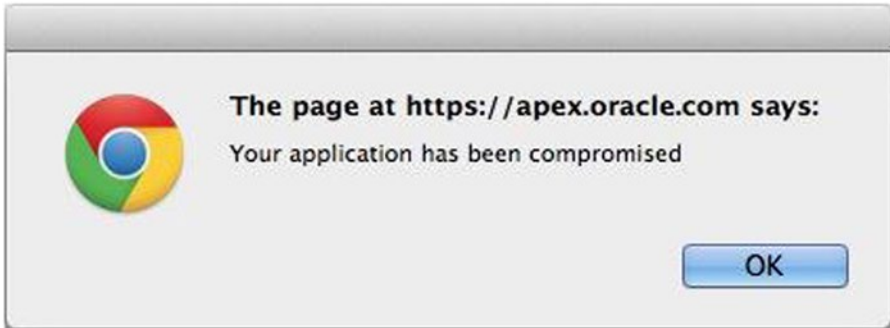 The page at https://apex.oracle.com says:
Your application has been compromised
OK